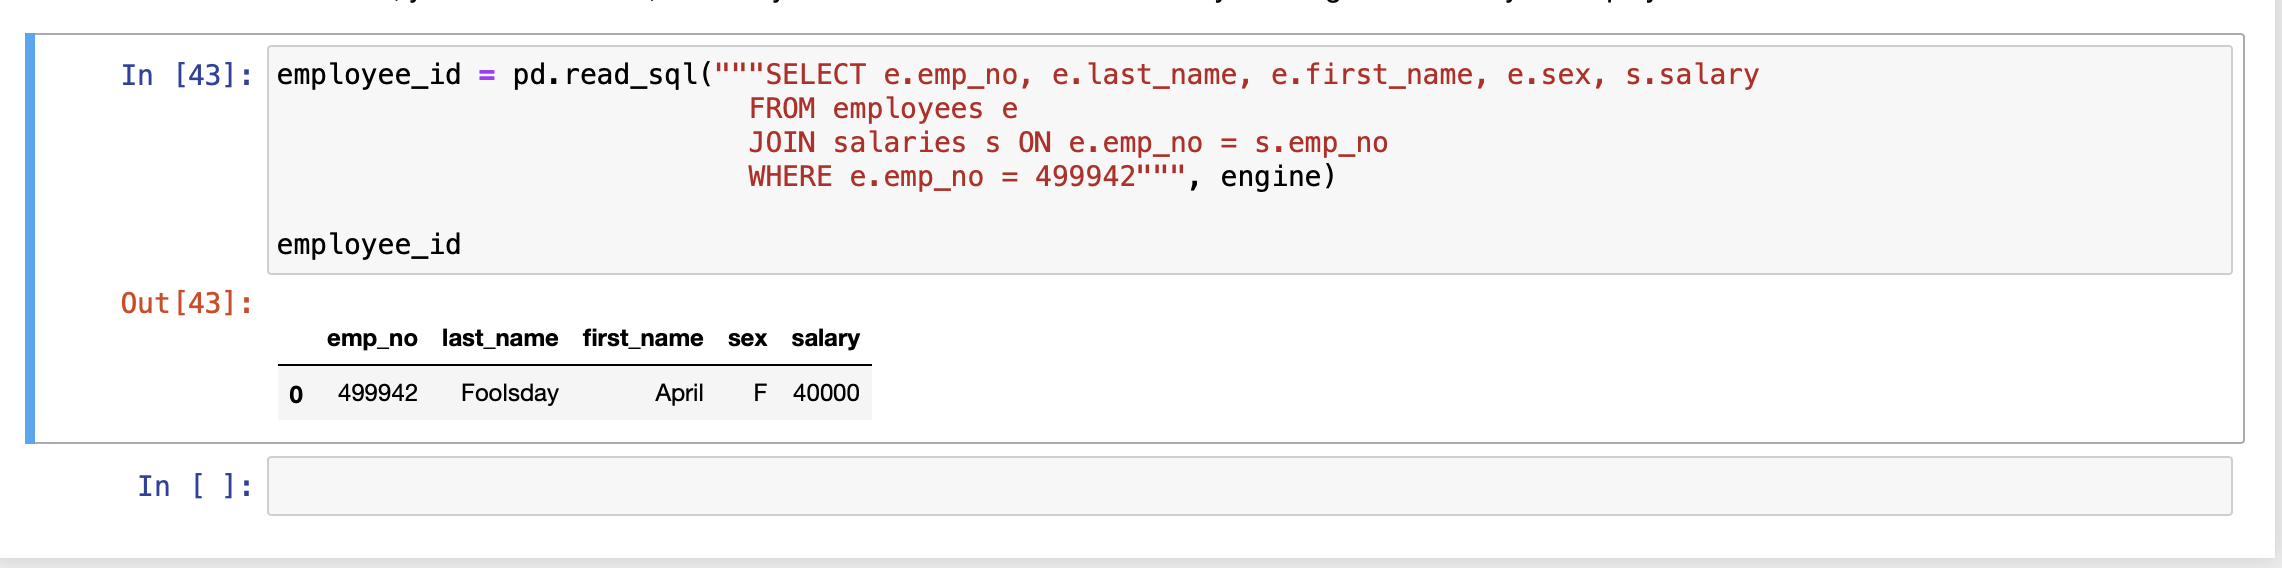 In [43]: employee_id = pd.read_sql("""SELECT e.emp_no, e.last_name, e.first_name, e.sex, s.salary
FROM employees e
JOIN salaries s ON e.emp_no = s.emp_no
WHERE e.emp_no = 499942""", engine)
employee_id
Out[43]:
emp_no last_name first_name sex salary
0 499942 Foolsday April F 40000
In [ ]: